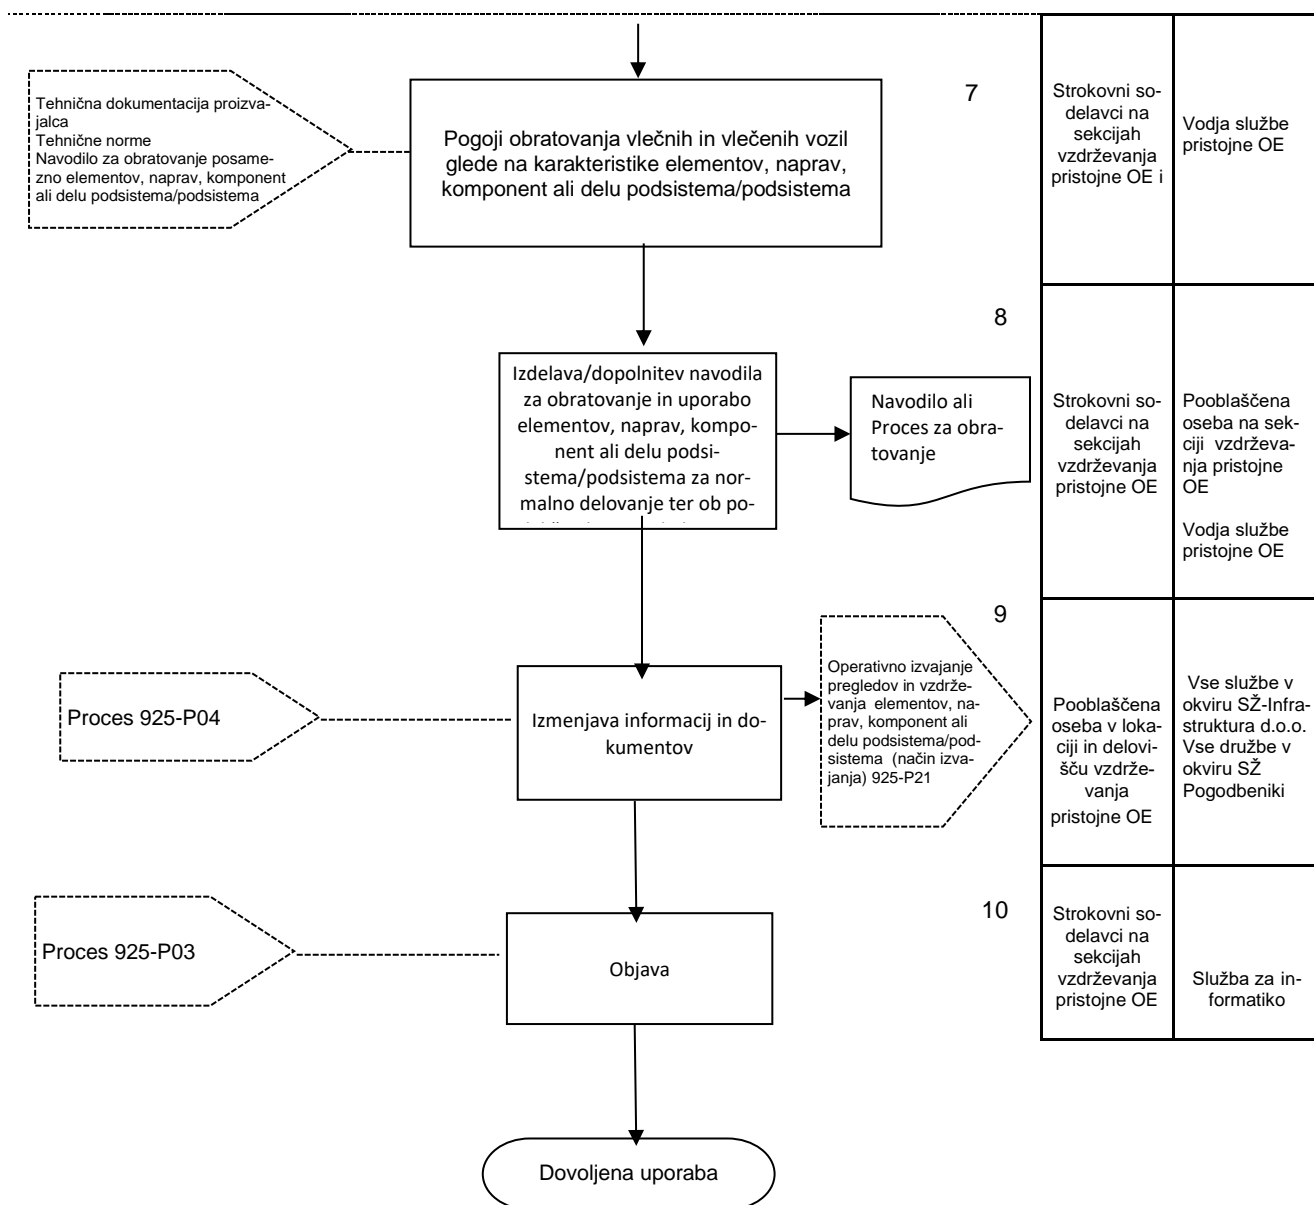 Tehnična dokumentacija proizva-
jalca
Tehnične norme
Navodilo za obratovanje posame-
zno elementov, naprav, komponent
ali delu podsistema/podsistema
Pogoji obratovanja vlečnih in vlečenih vozil
glede na karakteristike elementov, naprav,
komponent ali delu podsistema/podsistema
7
Strokovni so-
delavci na
sekcijah
vzdrževanja
pristojne OE i
Vodja službe
pristojne OE
8
Izdelava/dopolnitev navodila
za obratovanje in uporabo
elementov, naprav, kompo-
nent ali delu podsi-
stema/podsistema za nor-
malno delovanje ter ob po-
Navodilo ali
Proces za obra-
tovanje
Strokovni so-
delavci na
sekcijah
vzdrževanja
pristojne OE
Pooblaščena
oseba na sek-
ciji vzdrževa-
nja pristojne
OE
Vodja službe
pristojne OE
9
Proces 925-P04
Izmenjava informacij in do-
kumentov
Operativno izvajanje
pregledov in vzdrže-
vanja elementov, na-
prav, komponent ali
delu podsistema/pod-
sistema (način izva-
janja) 925-P21
Pooblaščena
oseba v loka-
ciji in delovi-
šču vzdrže-
vanja
pristojne OE
Vse službe v
okviru SŽ-Infra-
struktura d.o.o.
Vse družbe v
okviru SŽ
Pogodbeniki
10
Proces 925-P03
Objava
Strokovni so-
delavci na
sekcijah
vzdrževanja
pristojne OE
Služba za in-
formatiko
Dovoljena uporaba